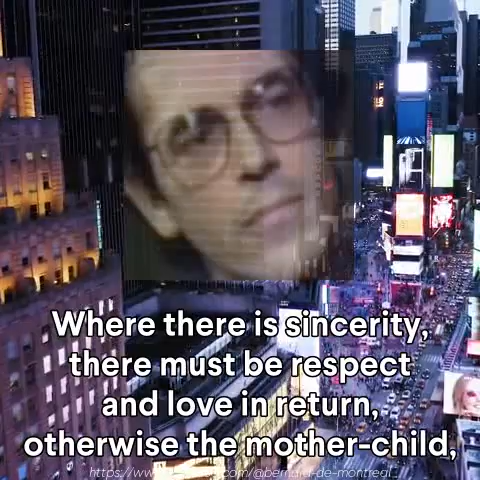 Where there is sincerity,
there must be respect
and love in return,
otherwise the mother-child,